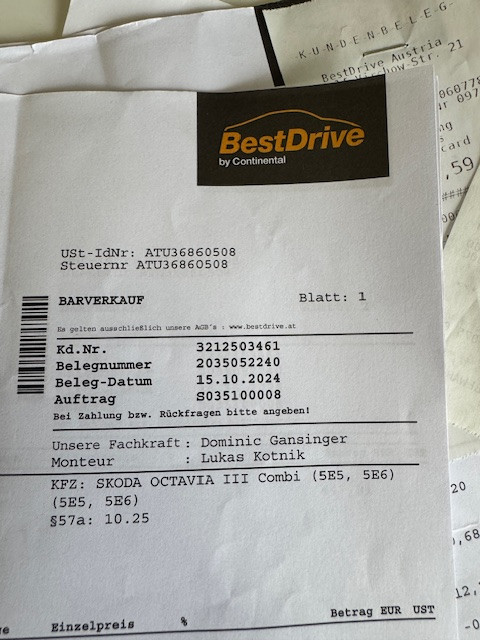 -KUNDENBELEG-
BestDrive Austria
-Str. 21
BestDrive
by Continental
USt-IdNr: ATU36860508
Steuernr ATU36860508
BARVERKAUF Blatt: 1
Es gelten ausschließlich unsere AGB's : www.bestdrive.at
Kd.Nr. 3212503461
Belegnummer 2035052240
Beleg-Datum 15.10.2024
Auftrag S035100008
Bei Zahlung bzw. Rückfragen bitte angeben!
Unsere Fachkraft : Dominic Gansinger
Monteur : Lukas Kotnik
KFZ: SKODA OCTAVIA III Combi (5E5, 5E6)
(5E5, 5E6)
§57a: 10.25
Einzelpreis % Betrag EUR UST